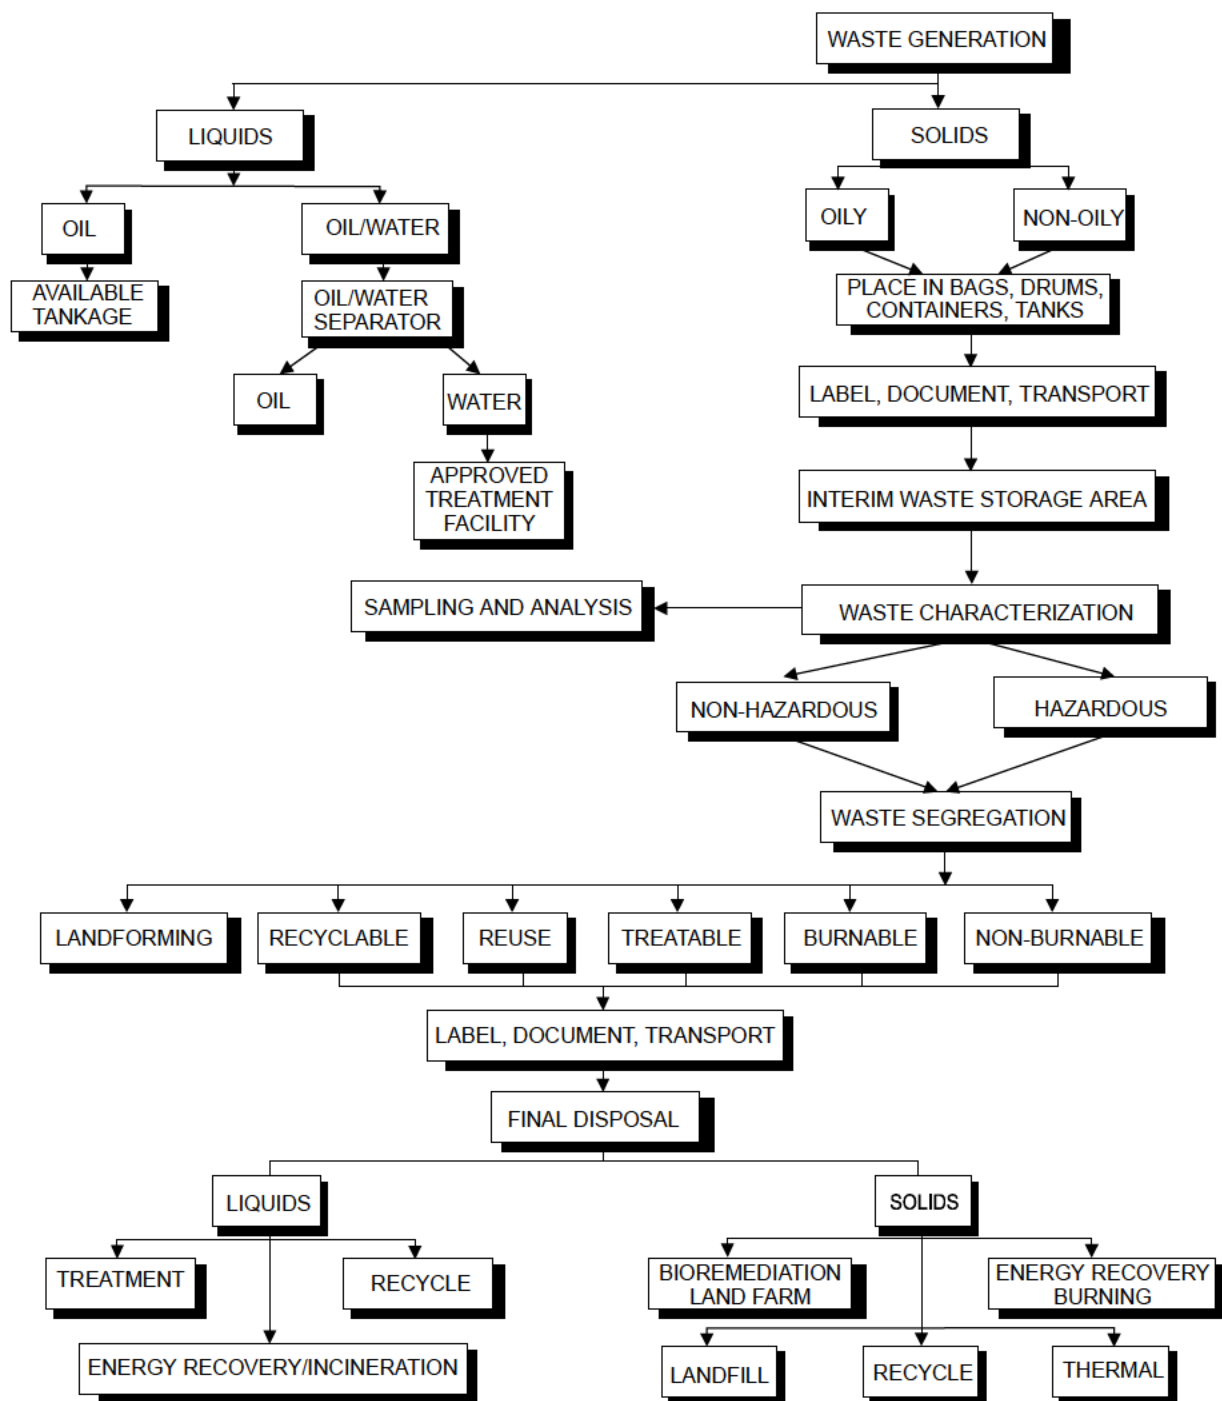 WASTE GENERATION
LIQUIDS
SOLIDS
OIL
OIL/WATER
OILY
NON-OILY
AVAILABLE
TANKAGE
OIL/WATER
SEPARATOR
PLACE IN BAGS, DRUMS,
CONTAINERS, TANKS
OIL
WATER
LABEL, DOCUMENT, TRANSPORT
APPROVED
TREATMENT
FACILITY
INTERIM WASTE STORAGE AREA
SAMPLING AND ANALYSIS
WASTE CHARACTERIZATION
NON-HAZARDOUS
HAZARDOUS
WASTE SEGREGATION
LANDFORMING
RECYCLABLE
REUSE
TREATABLE
BURNABLE
NON-BURNABLE
LABEL, DOCUMENT, TRANSPORT
FINAL DISPOSAL
LIQUIDS
SOLIDS
TREATMENT
RECYCLE
BIOREMEDIATION
LAND FARM
ENERGY RECOVERY
BURNING
ENERGY RECOVERY/INCINERATION
LANDFILL
RECYCLE
THERMAL